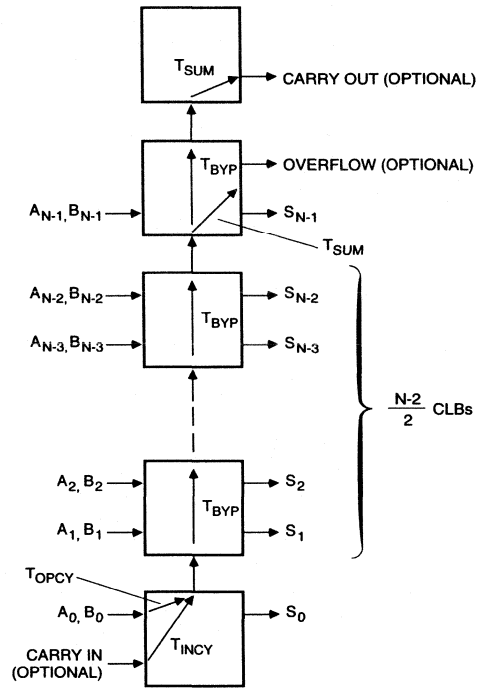 T_SUM
CARRY OUT (OPTIONAL)
T_BYP
OVERFLOW (OPTIONAL)
A_N-1, B_N-1
S_N-1
T_SUM
A_N-2, B_N-2
S_N-2
T_BYP
A_N-3, B_N-3
S_N-3
N-2
2
CLBs
A_2, B_2
S_2
T_BYP
A_1, B_1
S_1
T_OPCY
A_0, B_0
S_0
T_INCY
CARRY IN
(OPTIONAL)